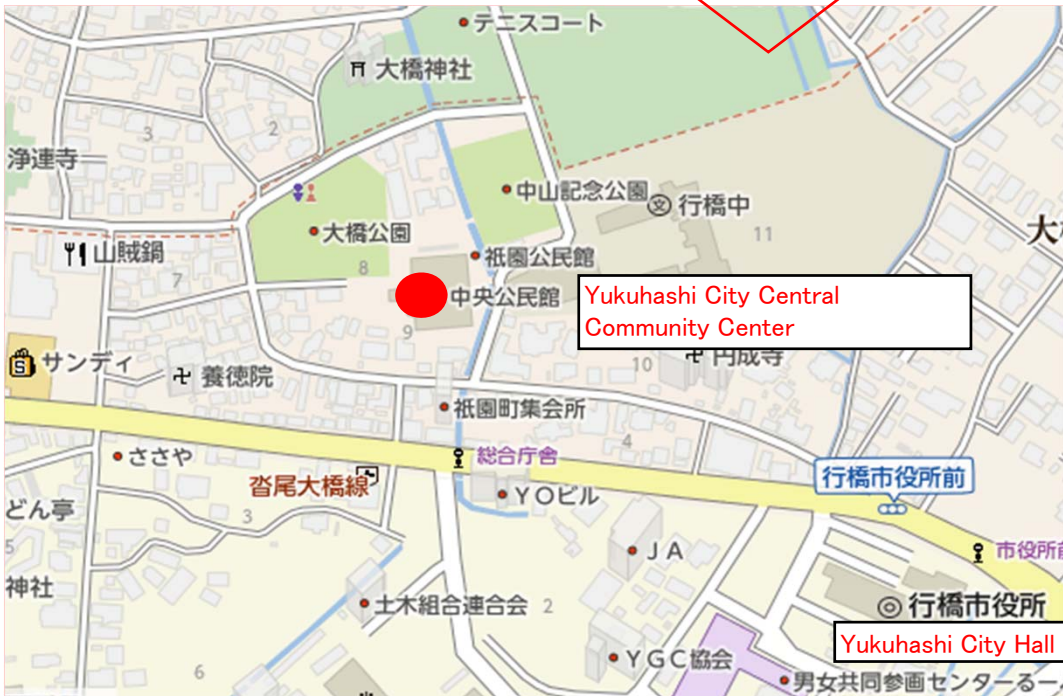 テニスコート
大橋神社
3
2
浄連寺
中山記念公園
文
行橋中
大橋公園
11
山賊鍋
祇園公民館
8
7
中央公民館
Yukuhashi City Central
Community Center
9
サンディ
S
養徳院
10
円成寺
祇園町集会所
4
ささや
総合庁舎
行橋市役所前
沓尾大橋線
YOビル
どん亭
3
5
JA
市役所前
神社
土木組合連合会
2
行橋市役所
Yukuhashi City Hall
YGC協会
6
男女共同参画センターるー